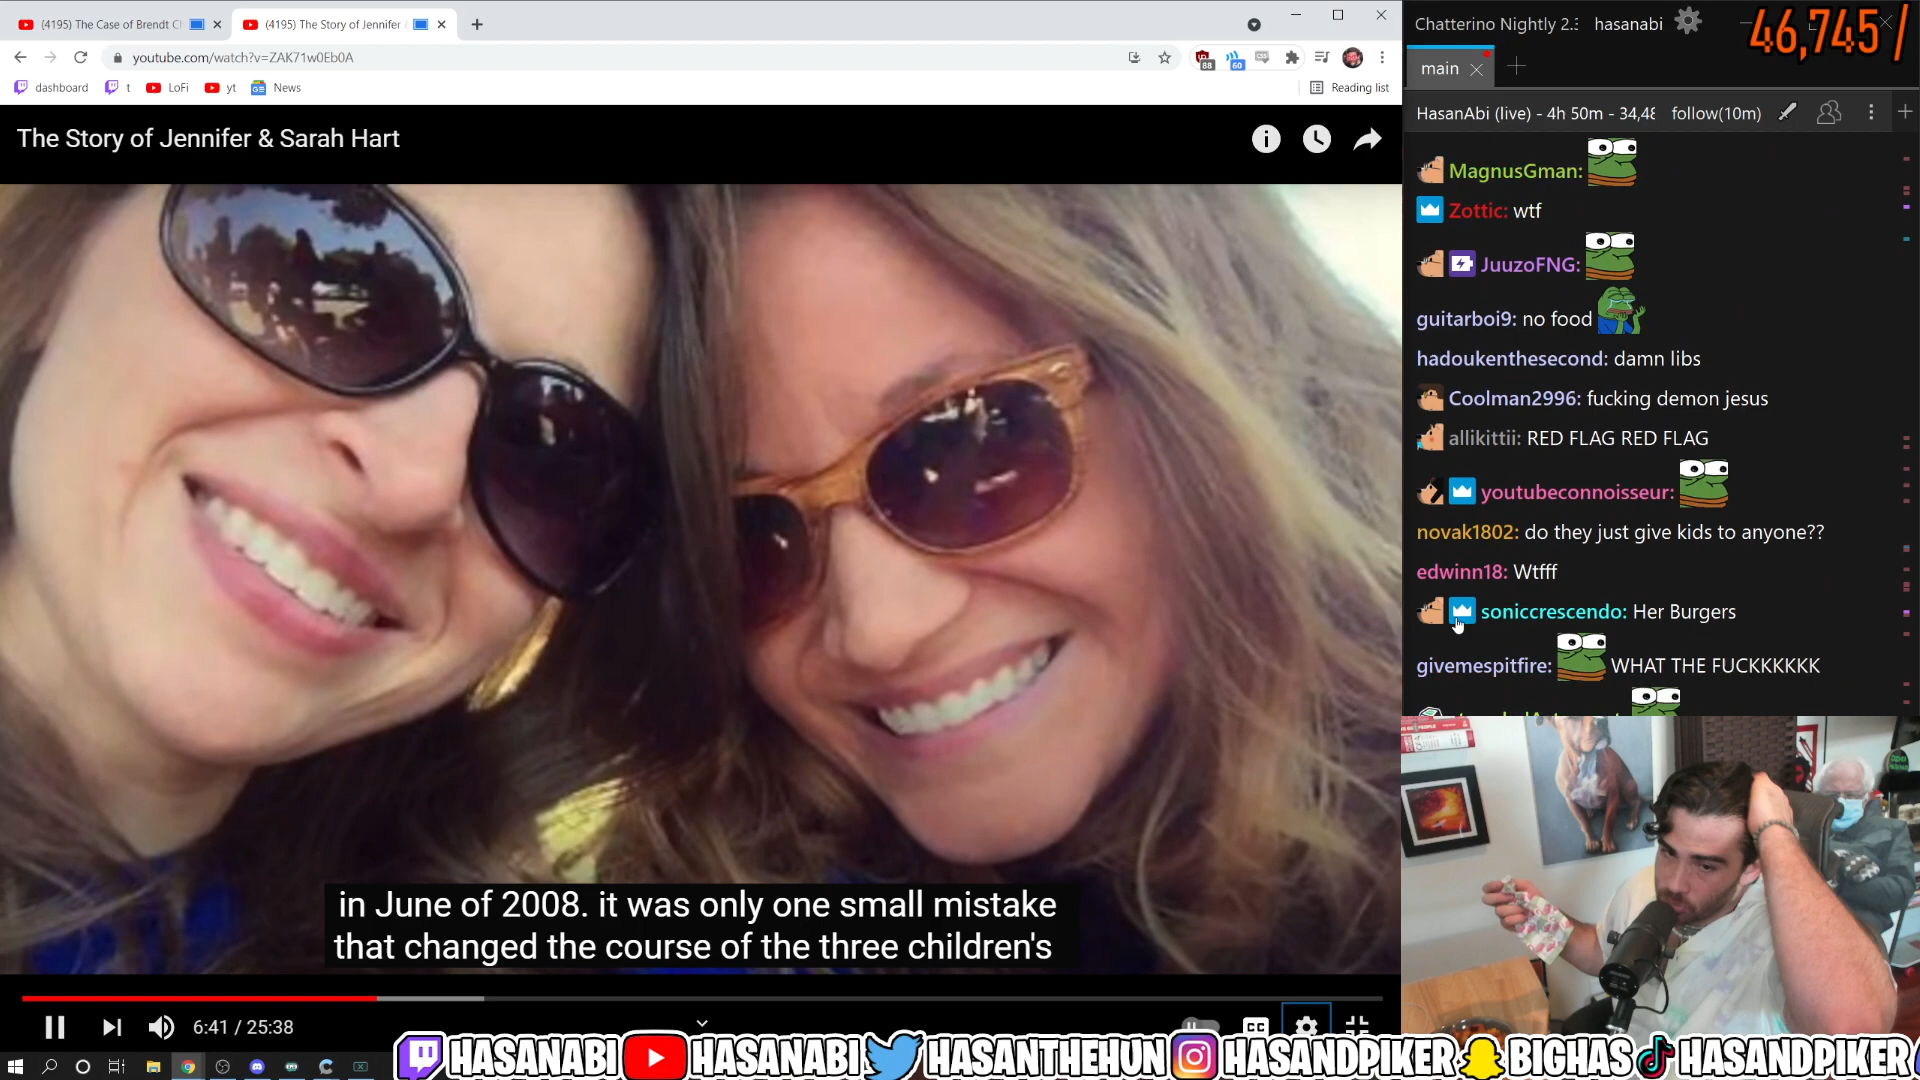 (4195) The Case of Brendt C
(4195) The Story of Jennifer
youtube.com/watch?v=ZAK71w0Eb0A
88
60
dashboard
t
LoFi
yt
News
Reading list
The Story of Jennifer & Sarah Hart
in June of 2008. it was only one small mistake
that changed the course of the three children's
6:41 / 25:38
CC
Chatterino Nightly 2.
hasanabi
46,745 /
main
HasanAbi (live) - 4h 50m - 34,48
follow(10m)
MagnusGman:
Zottic: wtf
JuuzoFNG:
guitarboi9: no food
hadoukenthesecond: damn libs
Coolman2996: fucking demon jesus
allikittii: RED FLAG RED FLAG
youtubeconnoisseur:
novak1802: do they just give kids to anyone??
edwinn18: Wtfff
soniccrescendo: Her Burgers
givemespitfire: WHAT THE FUCKKKKKK
HASANABI HASANABI HASANTHEHUN HASANDPIKER BIGHAS HASANDPIKER